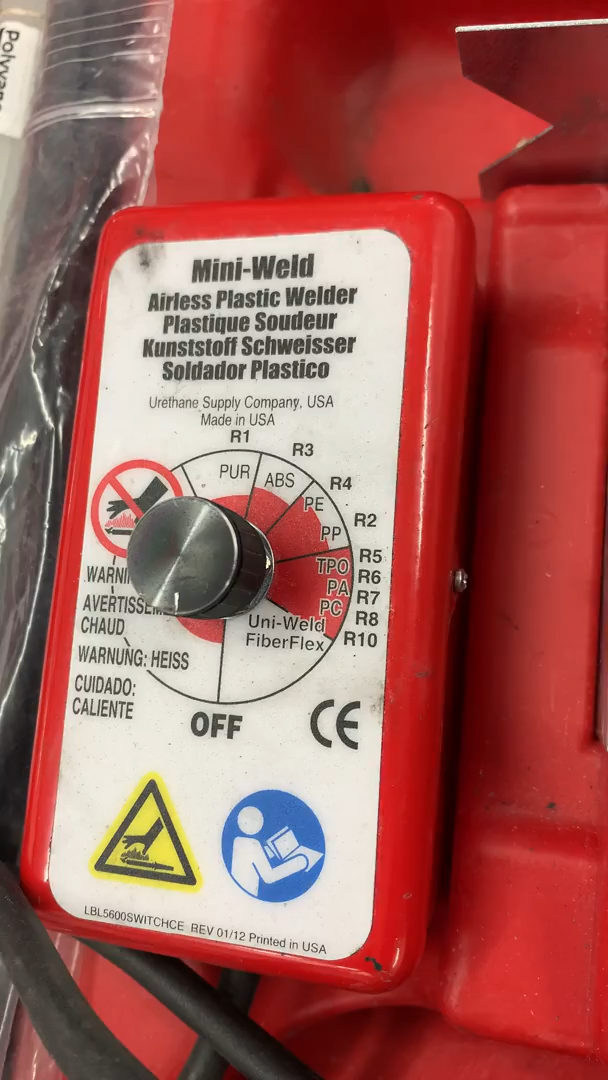 Mini-Weld
Airless Plastic Welder
Plastique Soudeur
Kunststoff Schweisser
Soldador Plastico
Urethane Supply Company, USA
Made in USA
R1
R3
R4
R2
R5
R6
R7
R8
R10
PUR
ABS
PE
PP
TPO
PA
PC
Uni-Weld
FiberFlex
AVERTISSEM
CHAUD
WARNUNG: HEISS
CUIDADO:
CALIENTE
OFF
CE
LBL5600SWITCHCE REV 01/12 Printed in USA